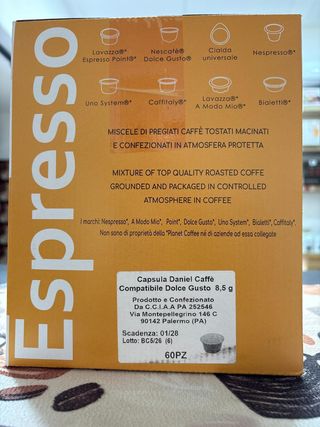 Espresso
Lavazza®*
Espresso Point®*
Nescafè®
Dolce Gusto®*
Cialda
universale
Nespresso®*
Uno System®*
Caffitaly®*
Lavazza®*
A Modo Mio®*
Bialetti®*
MISCELE DI PREGIATI CAFFÈ TOSTATI MACINATI
E CONFEZIONATI IN ATMOSFERA PROTETTA
MIXTURE OF TOP QUALITY ROASTED COFFE
GROUNDED AND PACKAGED IN CONTROLLED
ATMOSPHERE IN COFFEE
I marchi: Nespresso*, A Modo Mio*, Point*, Dolce Gusto*, Uno System*, Bialetti*, Caffitaly*.
Non sono di proprietà della *Planet Coffee né di aziende ad essa collegate
Capsula Daniel Caffè
Compatibile Dolce Gusto 8,5 g
Prodotto e Confezionato
Da C.C.I.A.A PA 252546
Via Montepellegrino 146 C
90142 Palermo (PA)
Scadenza: 01/28
Lotto: BC5/26 (6)
60PZ